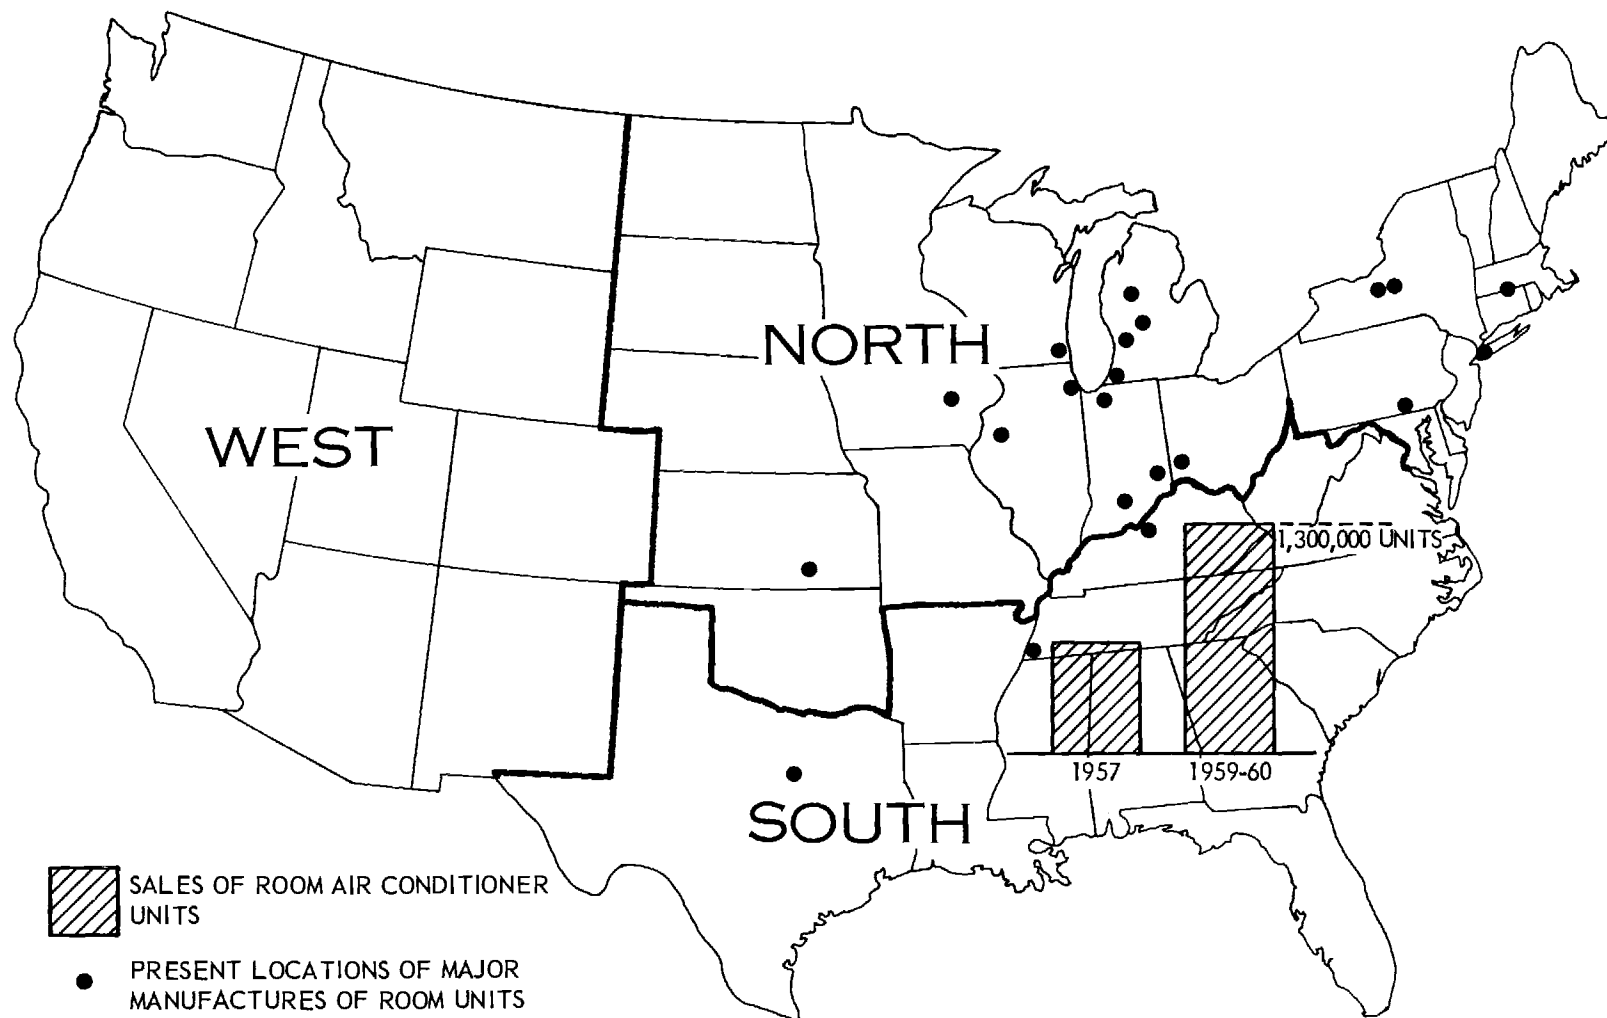 NORTH
WEST
1,300,000 UNITS
1957
1959-60
SOUTH
SALES OF ROOM AIR CONDITIONER
UNITS
PRESENT LOCATIONS OF MAJOR
MANUFACTURES OF ROOM UNITS